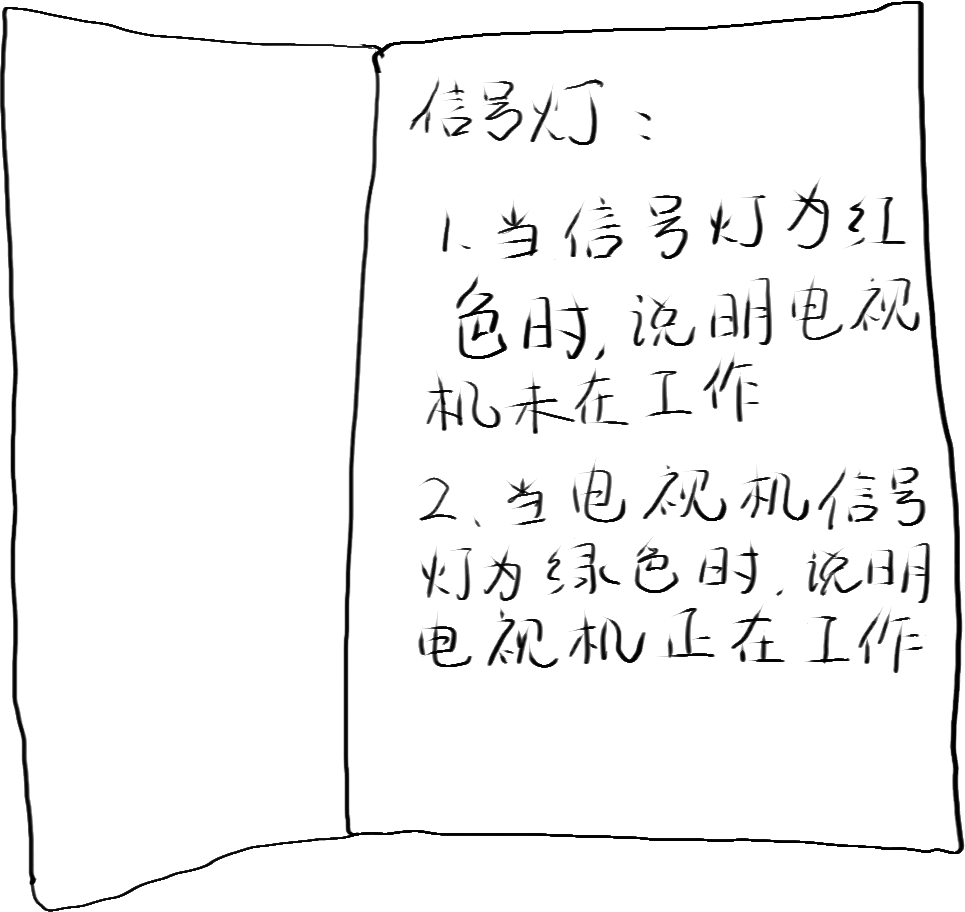 信号灯：
1、当信号灯为红
色时，说明电视
机未在工作
2、当电视机信号
灯为绿色时，说明
电视机正在工作